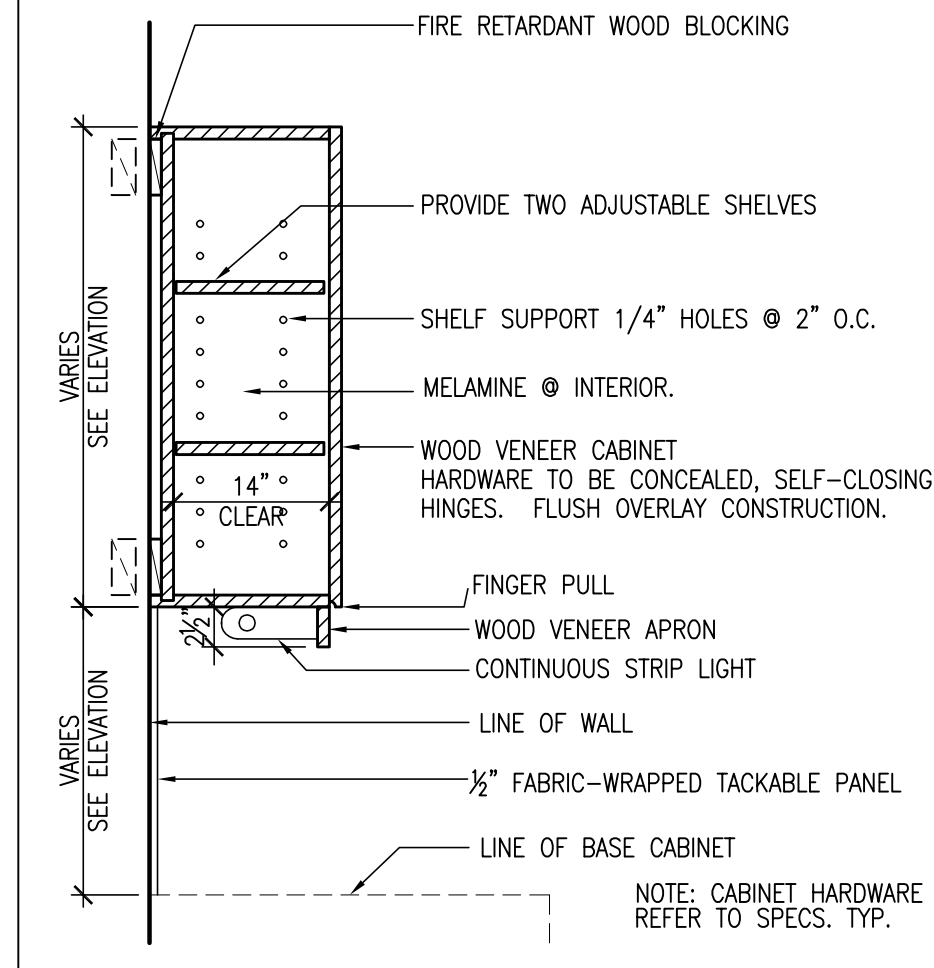 FIRE RETARDANT WOOD BLOCKING
PROVIDE TWO ADJUSTABLE SHELVES
SHELF SUPPORT 1/4" HOLES @ 2" O.C.
MELAMINE @ INTERIOR.
WOOD VENEER CABINET
HARDWARE TO BE CONCEALED, SELF-CLOSING
HINGES. FLUSH OVERLAY CONSTRUCTION.
VARIES
SEE ELEVATION
14"
CLEAR
FINGER PULL
2½"
WOOD VENEER APRON
CONTINUOUS STRIP LIGHT
LINE OF WALL
VARIES
SEE ELEVATION
½" FABRIC-WRAPPED TACKABLE PANEL
LINE OF BASE CABINET
NOTE: CABINET HARDWARE
REFER TO SPECS. TYP.